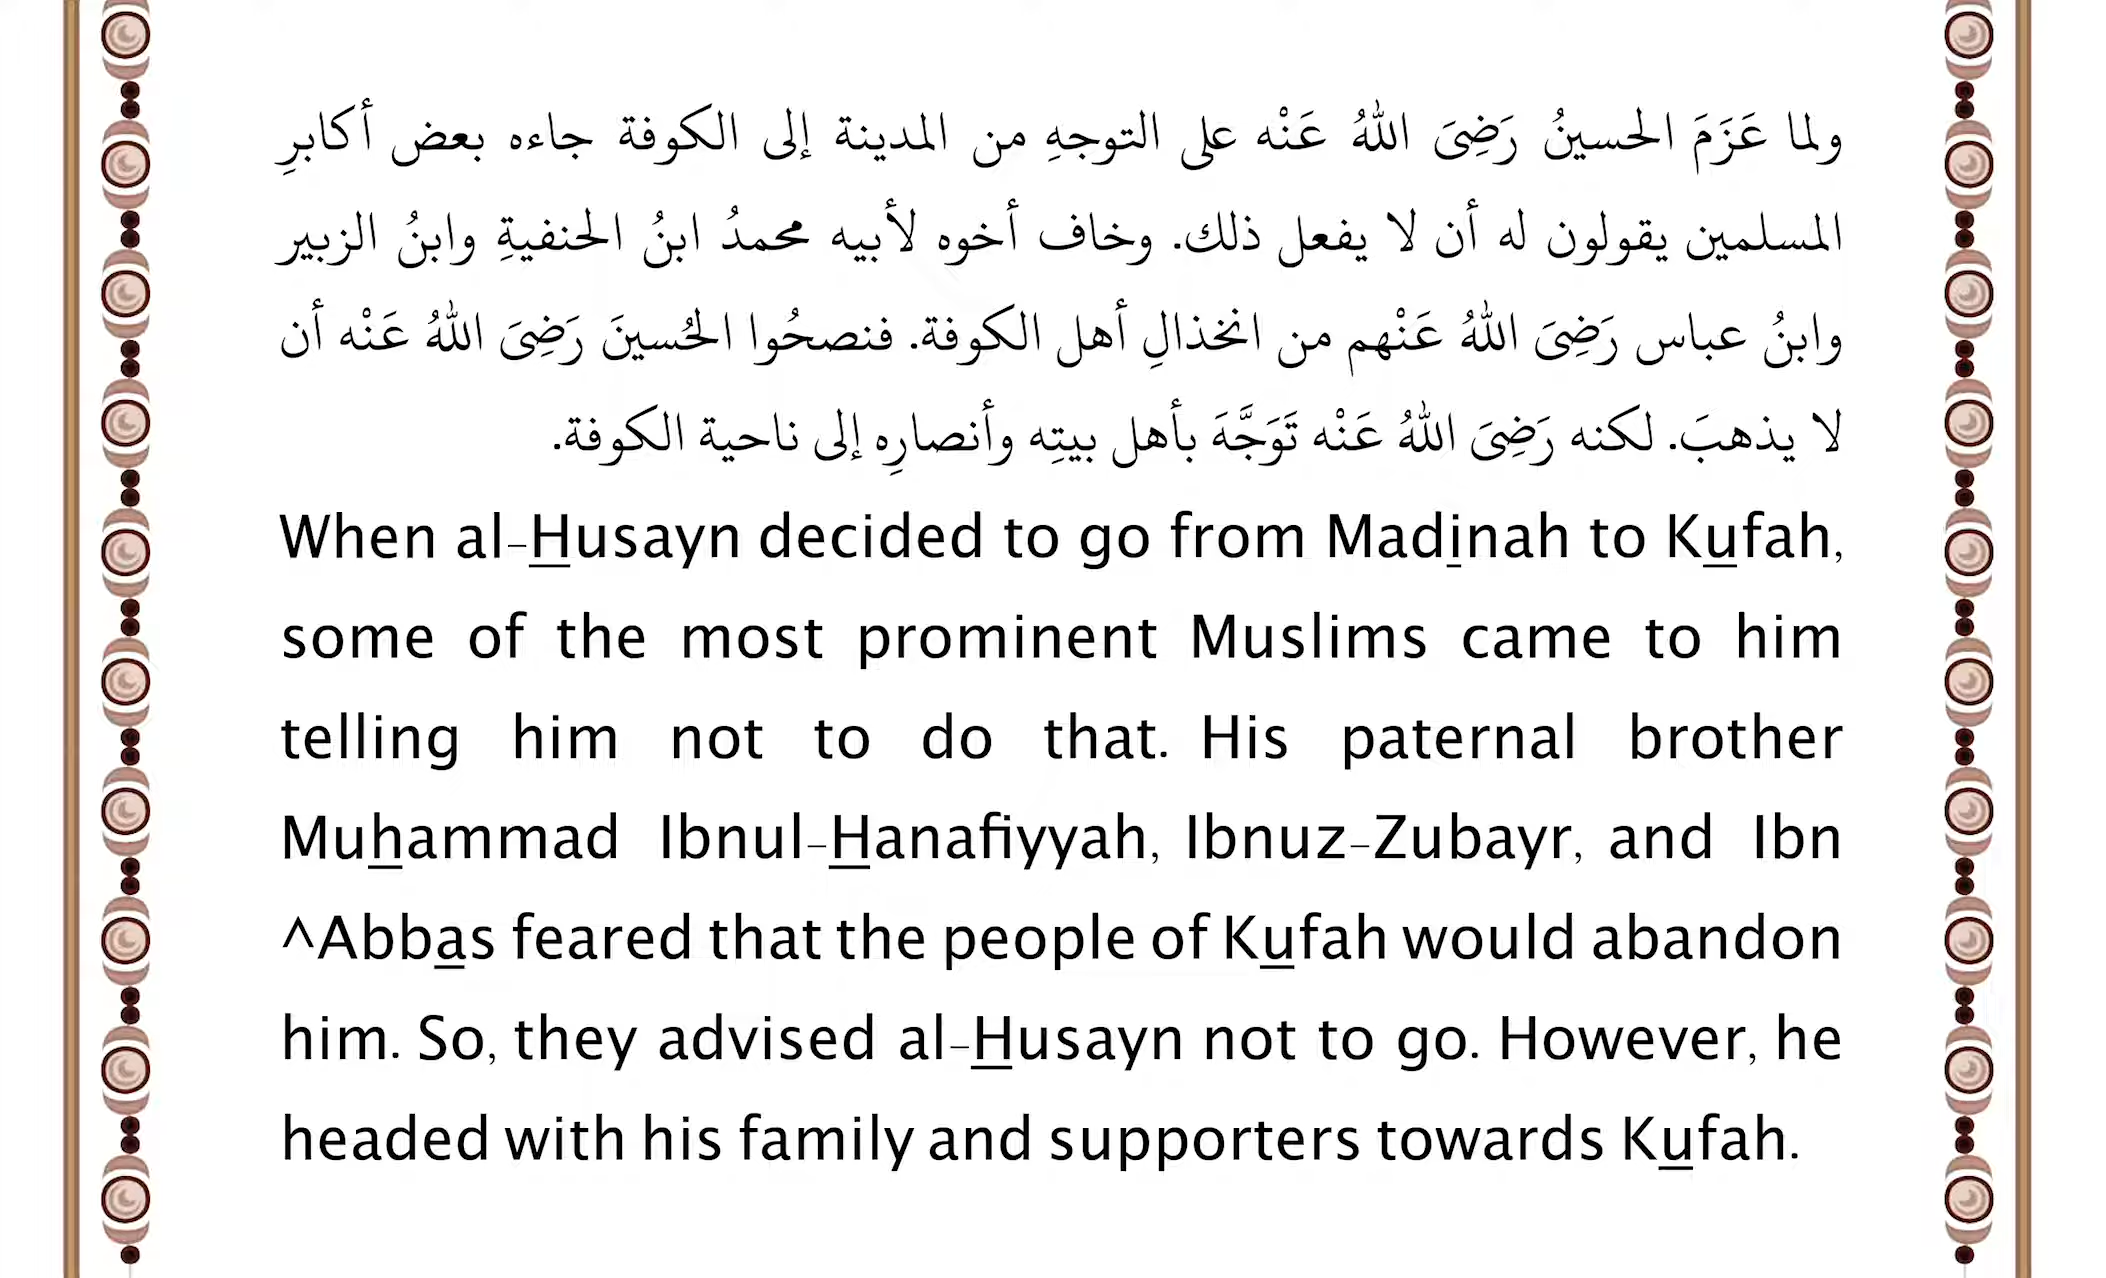 ولما عَزَمَ الحسينُ رَضِىَ اللهُ عَنْه على التوجهِ من المدينة إلى الكوفة جاءه بعض أكابرِ
المسلمين يقولون له أن لا يفعل ذلك. وخاف أخوه لأبيه محمدُ ابنُ الحنفيةِ وابنُ الزبير
وابنُ عباس رَضِىَ اللهُ عَنْهم من انخذالِ أهل الكوفة. فنصحُوا الحُسينَ رَضِىَ اللهُ عَنْه أن
لا يذهبَ. لكنه رَضِىَ اللهُ عَنْه تَوَجَّهَ بأهل بيتِه وأنصارِه إلى ناحية الكوفة.
When al-Husayn decided to go from Madinah to Kufah,
some of the most prominent Muslims came to him
telling him not to do that. His paternal brother
Muhammad Ibnul-Hanafiyyah, Ibnuz-Zubayr, and Ibn
^Abbas feared that the people of Kufah would abandon
him. So, they advised al-Husayn not to go. However, he
headed with his family and supporters towards Kufah.